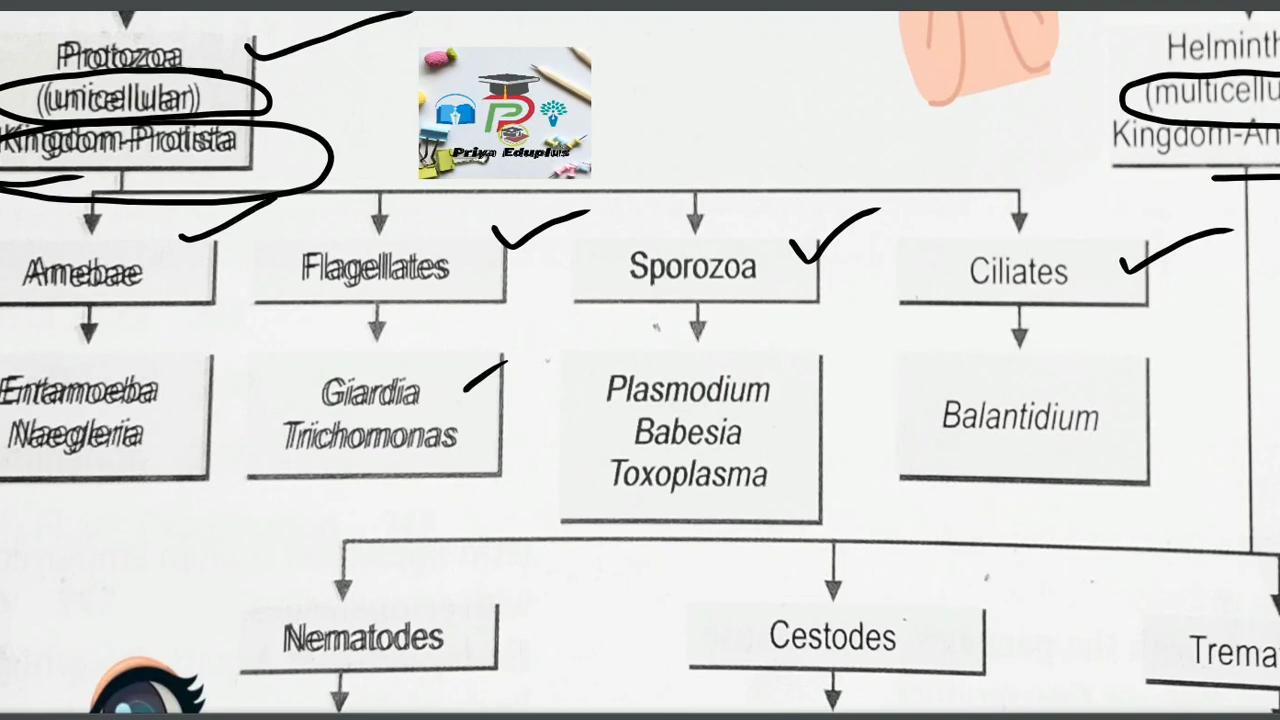 Protozoa
(unicellular)
Kingdom-Protista
Helminth
(multicellu
Kingdom-An
Priya Eduplus
Amebae
Flagellates
Sporozoa
Ciliates
Entamoeba
Naegleria
Giardia
Trichomonas
Plasmodium
Babesia
Toxoplasma
Balantidium
Nematodes
Cestodes
Trema